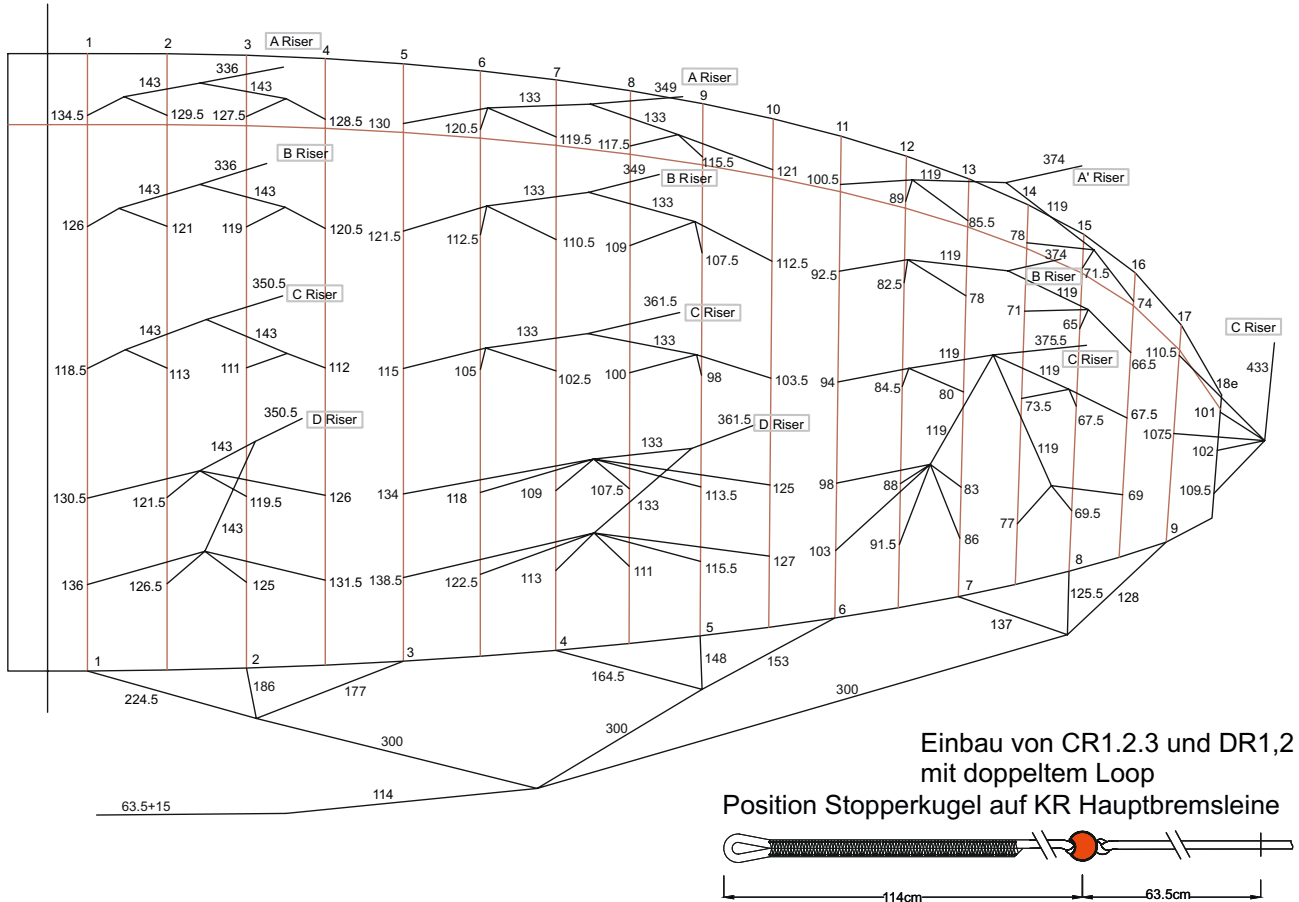 1 2 3 A Riser 4 5 6 7 8 A Riser 9 10 11 12 13 14 15 16 17 18e
336
143 143
134.5 129.5 127.5 128.5 130
349
133 133
120.5 119.5 117.5 115.5 121
374
A' Riser
119 119
100.5 89 85.5 78 71.5 74
B Riser
336
143 143
126 121 119 120.5
349
B Riser
133 133
121.5 112.5 110.5 109 107.5 112.5
374
B Riser
119 119
92.5 82.5 78 71 65 66.5
350.5
C Riser
143 143
118.5 113 111 112
361.5
C Riser
133 133
115 105 102.5 100 98 103.5
375.5
C Riser
119 119
94 84.5 80 73.5 67.5 67.5
C Riser
433
110.5 101
107.5 102
109.5
350.5
D Riser
143
130.5 121.5 119.5 126
143
136 126.5 125 131.5
361.5
D Riser
133
134 118 109 107.5 113.5 125
133
138.5 122.5 113 111 115.5 127
119 119
98 88 83 69
103 91.5 86 77 69.5
1 2 3 4 5 6 7 8 9
224.5 186 177
164.5 148 153
137 125.5 128
300 300 300
63.5+15 114
Einbau von CR1.2.3 und DR1,2
mit doppeltem Loop
Position Stopperkugel auf KR Hauptbremsleine
114cm 63.5cm